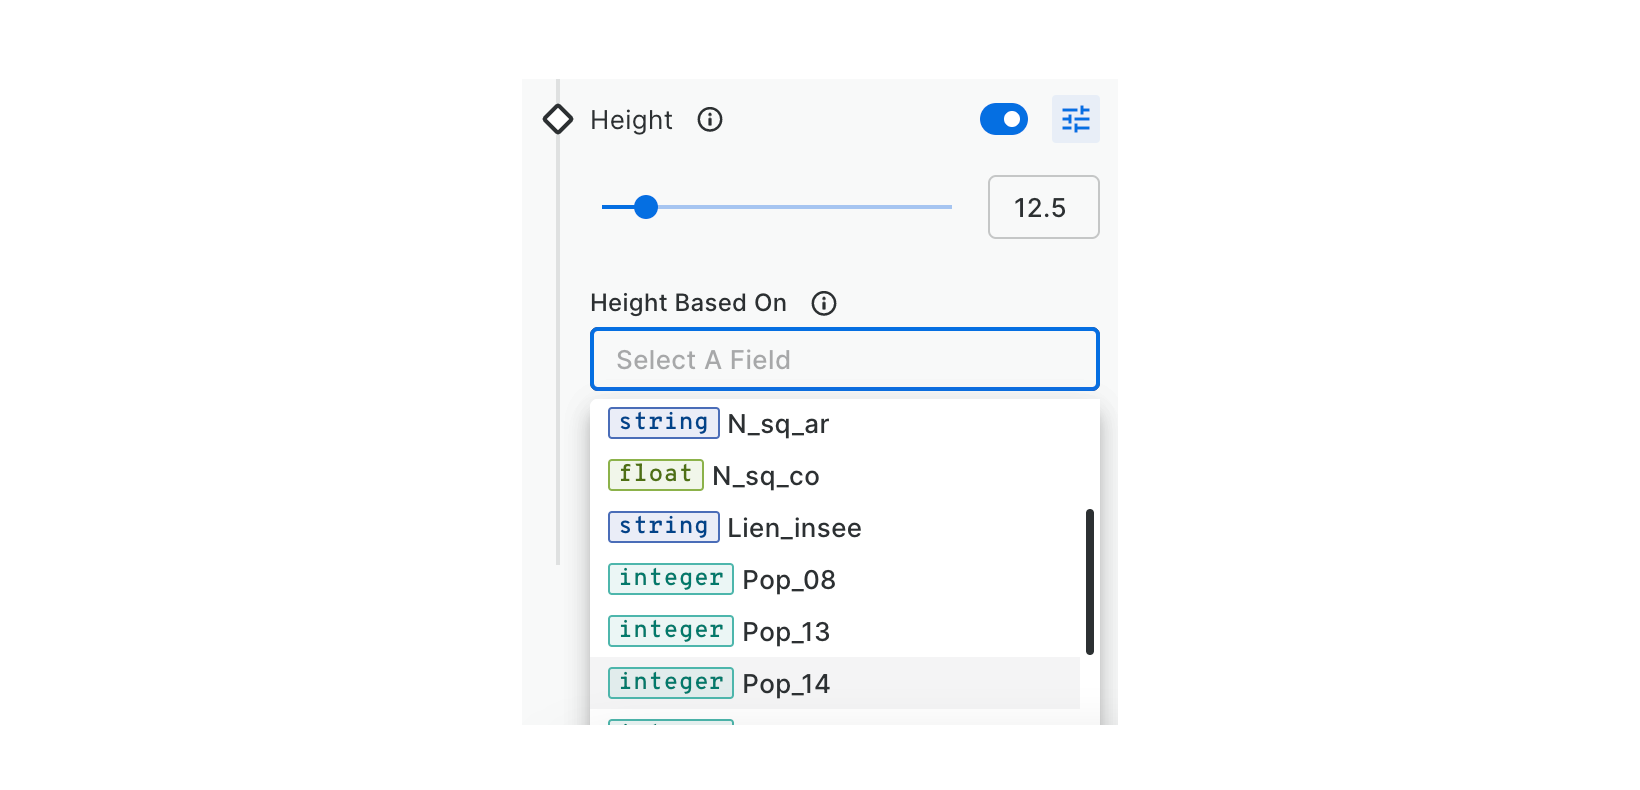 Height
12.5
Height Based On
Select A Field
string N_sq_ar
float N_sq_co
string Lien_insee
integer Pop_08
integer Pop_13
integer Pop_14